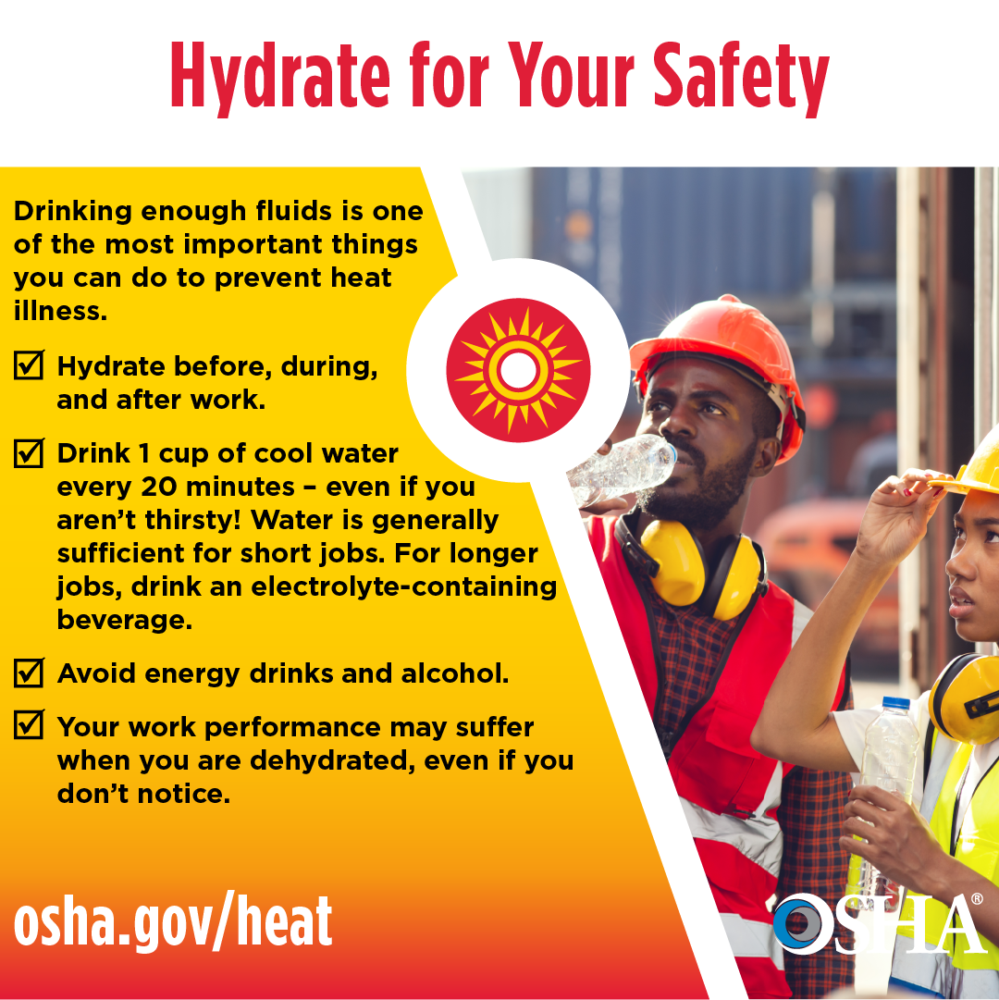 Hydrate for Your Safety
Drinking enough fluids is one
of the most important things
you can do to prevent heat
illness.
Hydrate before, during,
and after work.
Drink 1 cup of cool water
every 20 minutes – even if you
aren’t thirsty! Water is generally
sufficient for short jobs. For longer
jobs, drink an electrolyte-containing
beverage.
Avoid energy drinks and alcohol.
Your work performance may suffer
when you are dehydrated, even if you
don’t notice.
osha.gov/heat
OSHA®